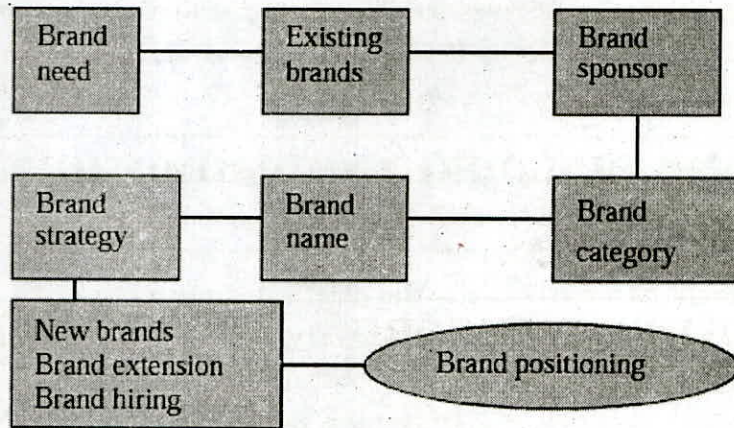 Brand
need
Existing
brands
Brand
sponsor
Brand
strategy
Brand
name
Brand
category
New brands
Brand extension
Brand hiring
Brand positioning